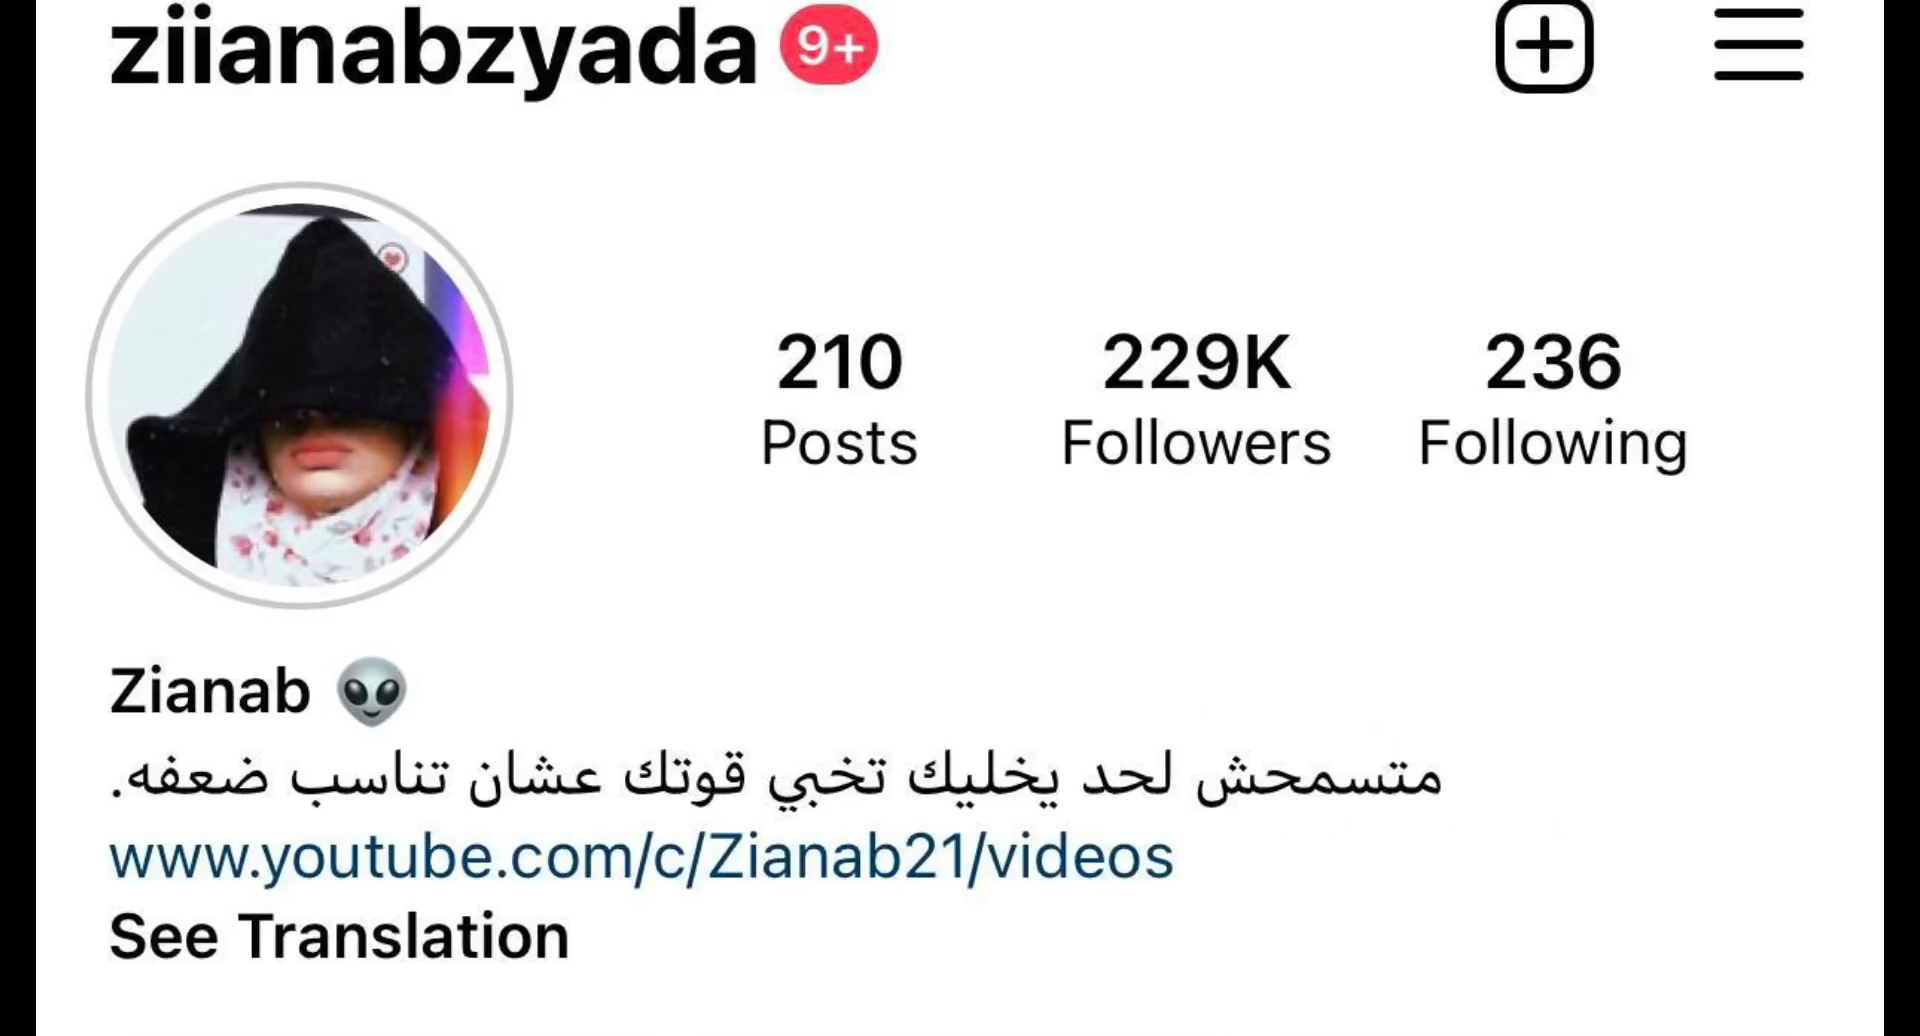 ziianabzyada 9+
210 229K 236
Posts Followers Following
Zianab 👽
متسمحش لحد يخليك تخبي قوتك عشان تناسب ضعفه.
www.youtube.com/c/Zianab21/videos
See Translation